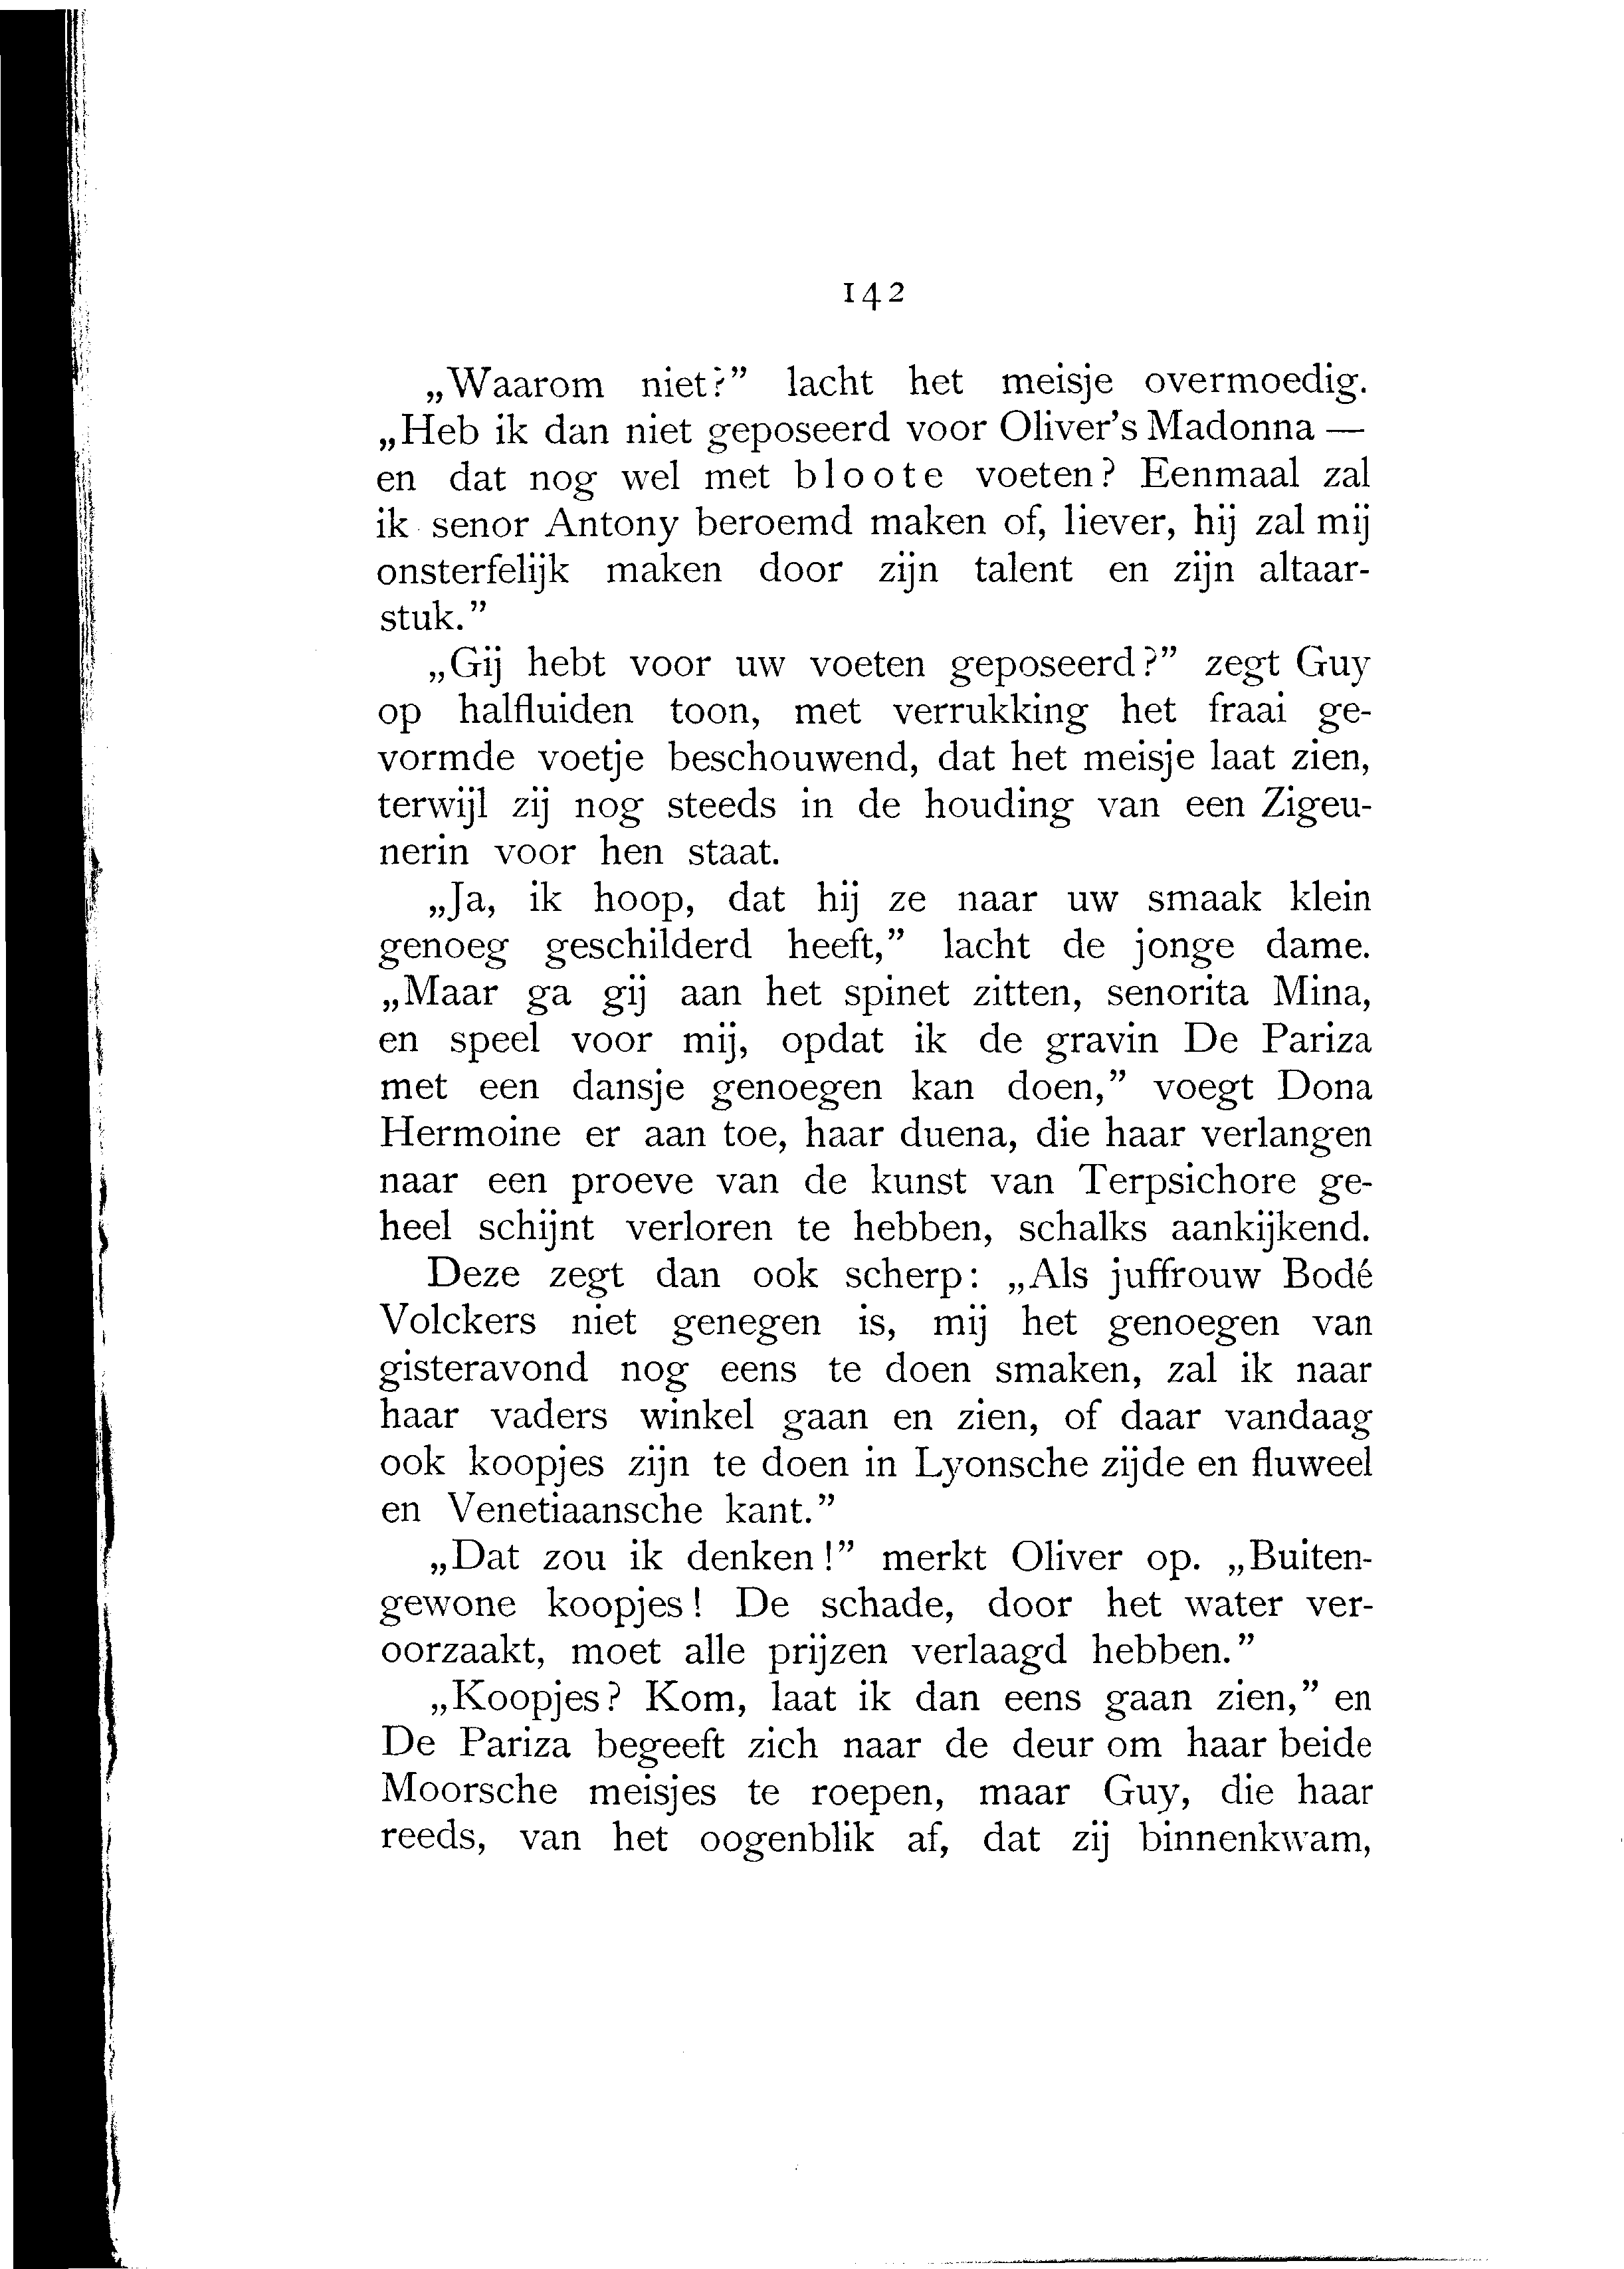 142
„Waarom niet?” lacht het meisje overmoedig.
„Heb ik dan niet geposeerd voor Oliver's Madonna —
en dat nog wel met bloote voeten? Eenmaal zal
ik senor Antony beroemd maken of, liever, hij zal mij
onsterfelijk maken door zijn talent en zijn altaar-
stuk.”
„Gij hebt voor uw voeten geposeerd?” zegt Guy
op halfluiden toon, met verrukking het fraai ge-
vormde voetje beschouwend, dat het meisje laat zien,
terwijl zij nog steeds in de houding van een Zigeu-
nerin voor hen staat.
„Ja, ik hoop, dat hij ze naar uw smaak klein
genoeg geschilderd heeft,” lacht de jonge dame.
„Maar ga gij aan het spinet zitten, senorita Mina,
en speel voor mij, opdat ik de gravin De Pariza
met een dansje genoegen kan doen,” voegt Dona
Hermoine er aan toe, haar duena, die haar verlangen
naar een proeve van de kunst van Terpsichore ge-
heel schijnt verloren te hebben, schalks aankijkend.
Deze zegt dan ook scherp: „Als juffrouw Bodé
Volckers niet genegen is, mij het genoegen van
gisteravond nog eens te doen smaken, zal ik naar
haar vaders winkel gaan en zien, of daar vandaag
ook koopjes zijn te doen in Lyonsche zijde en fluweel
en Venetiaansche kant.”
„Dat zou ik denken!” merkt Oliver op. „Buiten-
gewone koopjes! De schade, door het water ver-
oorzaakt, moet alle prijzen verlaagd hebben.”
„Koopjes? Kom, laat ik dan eens gaan zien,” en
De Pariza begeeft zich naar de deur om haar beide
Moorsche meisjes te roepen, maar Guy, die haar
reeds, van het oogenblik af, dat zij binnenkwam,